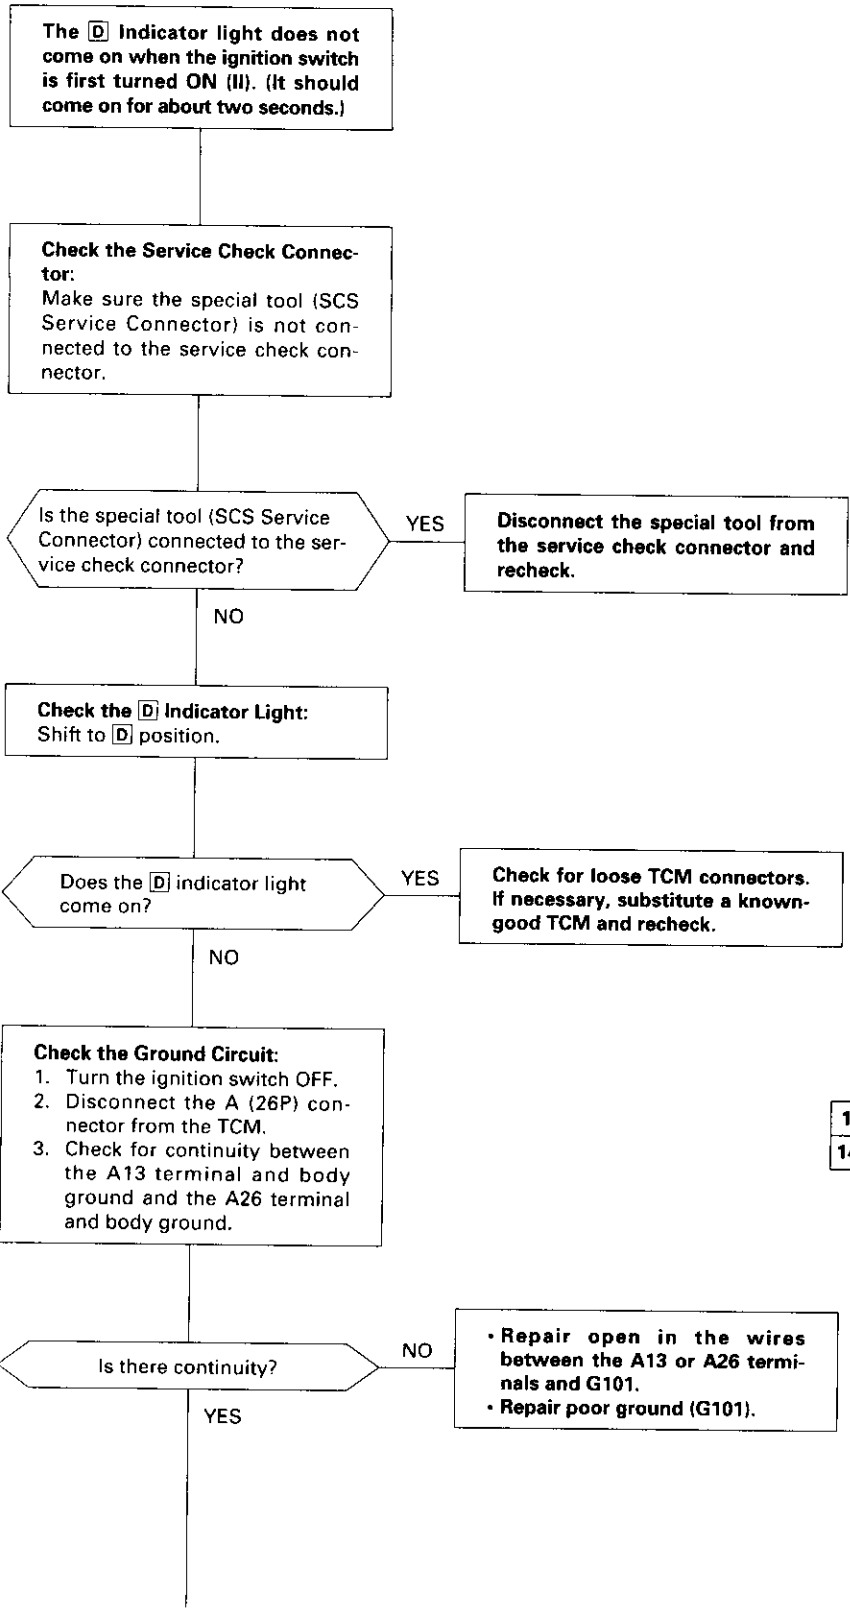 The D Indicator light does not
come on when the ignition switch
is first turned ON (II). (It should
come on for about two seconds.)
Check the Service Check Connec-
tor:
Make sure the special tool (SCS
Service Connector) is not con-
nected to the service check con-
nector.
Is the special tool (SCS Service
Connector) connected to the ser-
vice check connector?
YES
Disconnect the special tool from
the service check connector and
recheck.
NO
Check the D Indicator Light:
Shift to D position.
Does the D indicator light
come on?
YES
Check for loose TCM connectors.
If necessary, substitute a known-
good TCM and recheck.
NO
Check the Ground Circuit:
1. Turn the ignition switch OFF.
2. Disconnect the A (26P) con-
nector from the TCM.
3. Check for continuity between
the A13 terminal and body
ground and the A26 terminal
and body ground.
1
Is there continuity?
NO
• Repair open in the wires
between the A13 or A26 termi-
nals and G101.
• Repair poor ground (G101).
YES